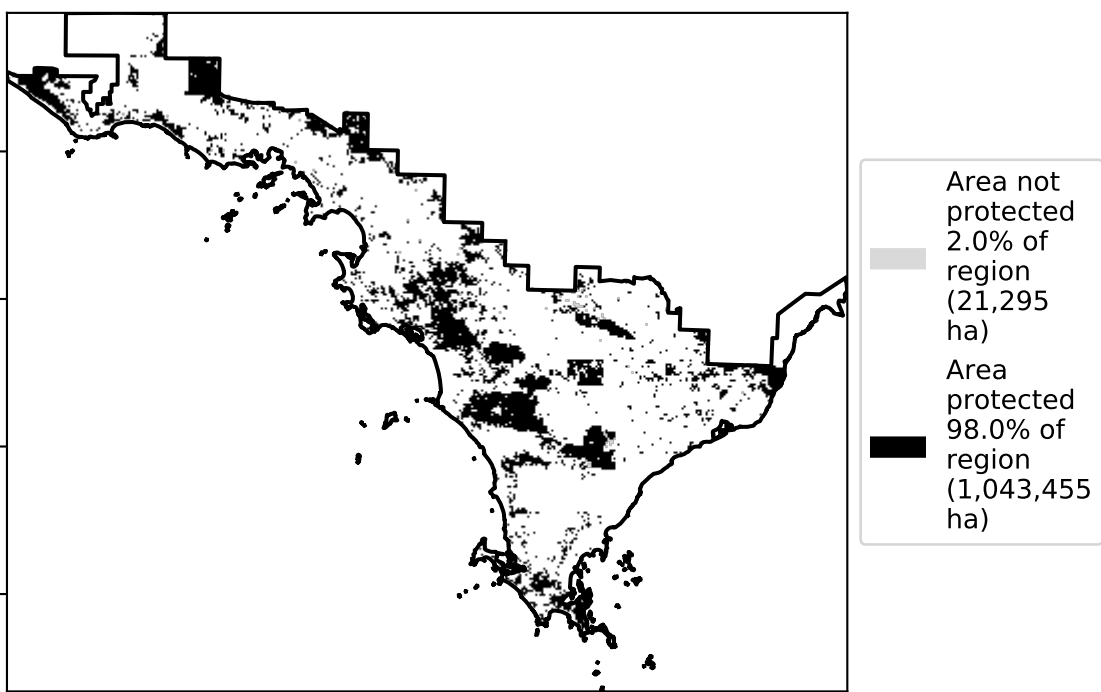 Area not
protected
2.0% of
region
(21,295
ha)
Area
protected
98.0% of
region
(1,043,455
ha)